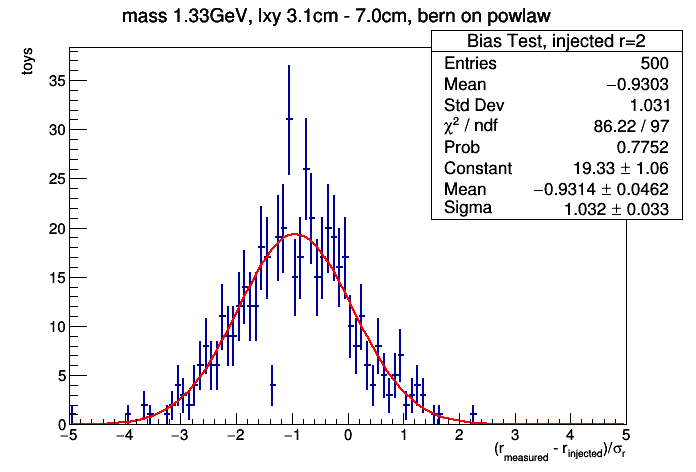 mass 1.33GeV, lxy 3.1cm - 7.0cm, bern on powlaw
Bias Test, injected r=2
Entries 500
Mean −0.9303
Std Dev 1.031
χ² / ndf 86.22 / 97
Prob 0.7752
Constant 19.33 ± 1.06
Mean −0.9314 ± 0.0462
Sigma 1.032 ± 0.033
toys
35
30
25
20
15
10
5
0
−5 −4 −3 −2 −1 0 1 2 3 4 5
(r_measured - r_injected)/σ_r